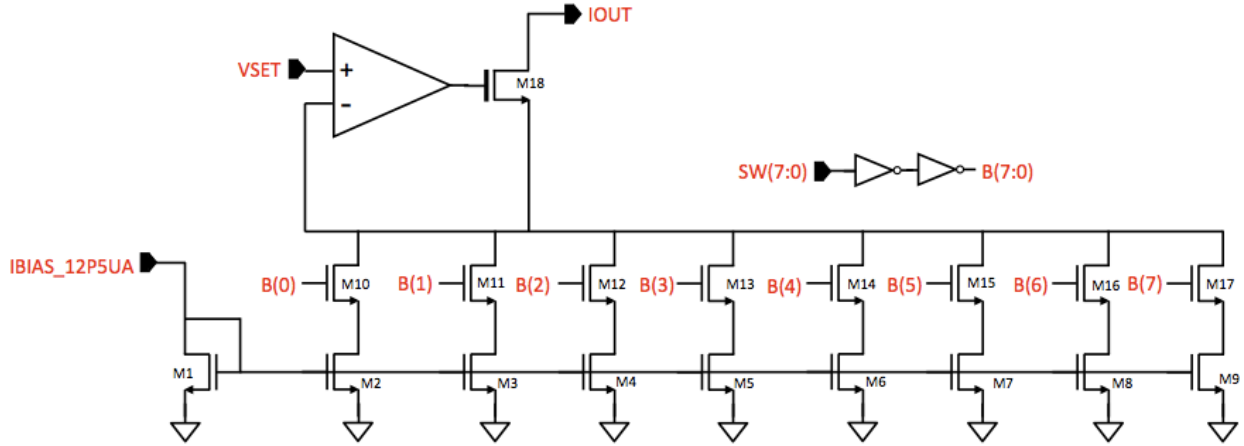 IOUT
VSET
+
-
M18
SW(7:0)
B(7:0)
IBIAS_12P5UA
B(0)
M10
B(1)
M11
B(2)
M12
B(3)
M13
B(4)
M14
B(5)
M15
B(6)
M16
B(7)
M17
M1
M2
M3
M4
M5
M6
M7
M8
M9